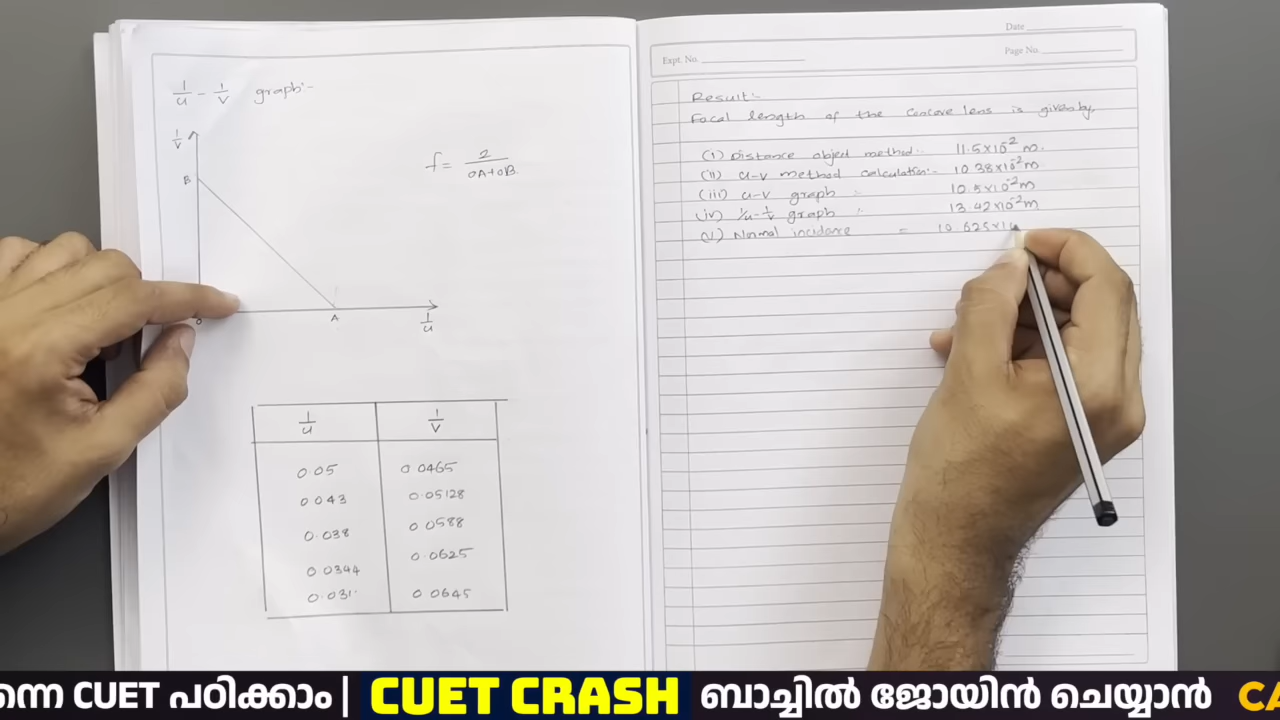 1/u - 1/v graph:-
1/v
B
f = 2/OA+OB
O
A
1/u
1/u 1/v
0.05 0.0465
0.043 0.05128
0.038 0.0588
0.0344 0.0625
0.031 0.0645
Date
Expt. No. Page No.
Result:-
Focal length of the concave lens is given by,
(i) Distance object method:- 11.5×10⁻² m.
(ii) u-v method calculation:- 10.38×10⁻² m
(iii) u-v graph :- 10.5×10⁻² m
(iv) 1/u-1/v graph :- 13.42×10⁻² m
(v) Normal incidance = 10.625×10
ന്നെ CUET പഠിക്കാം | CUET CRASH ബാച്ചിൽ ജോയിൻ ചെയ്യാൻ